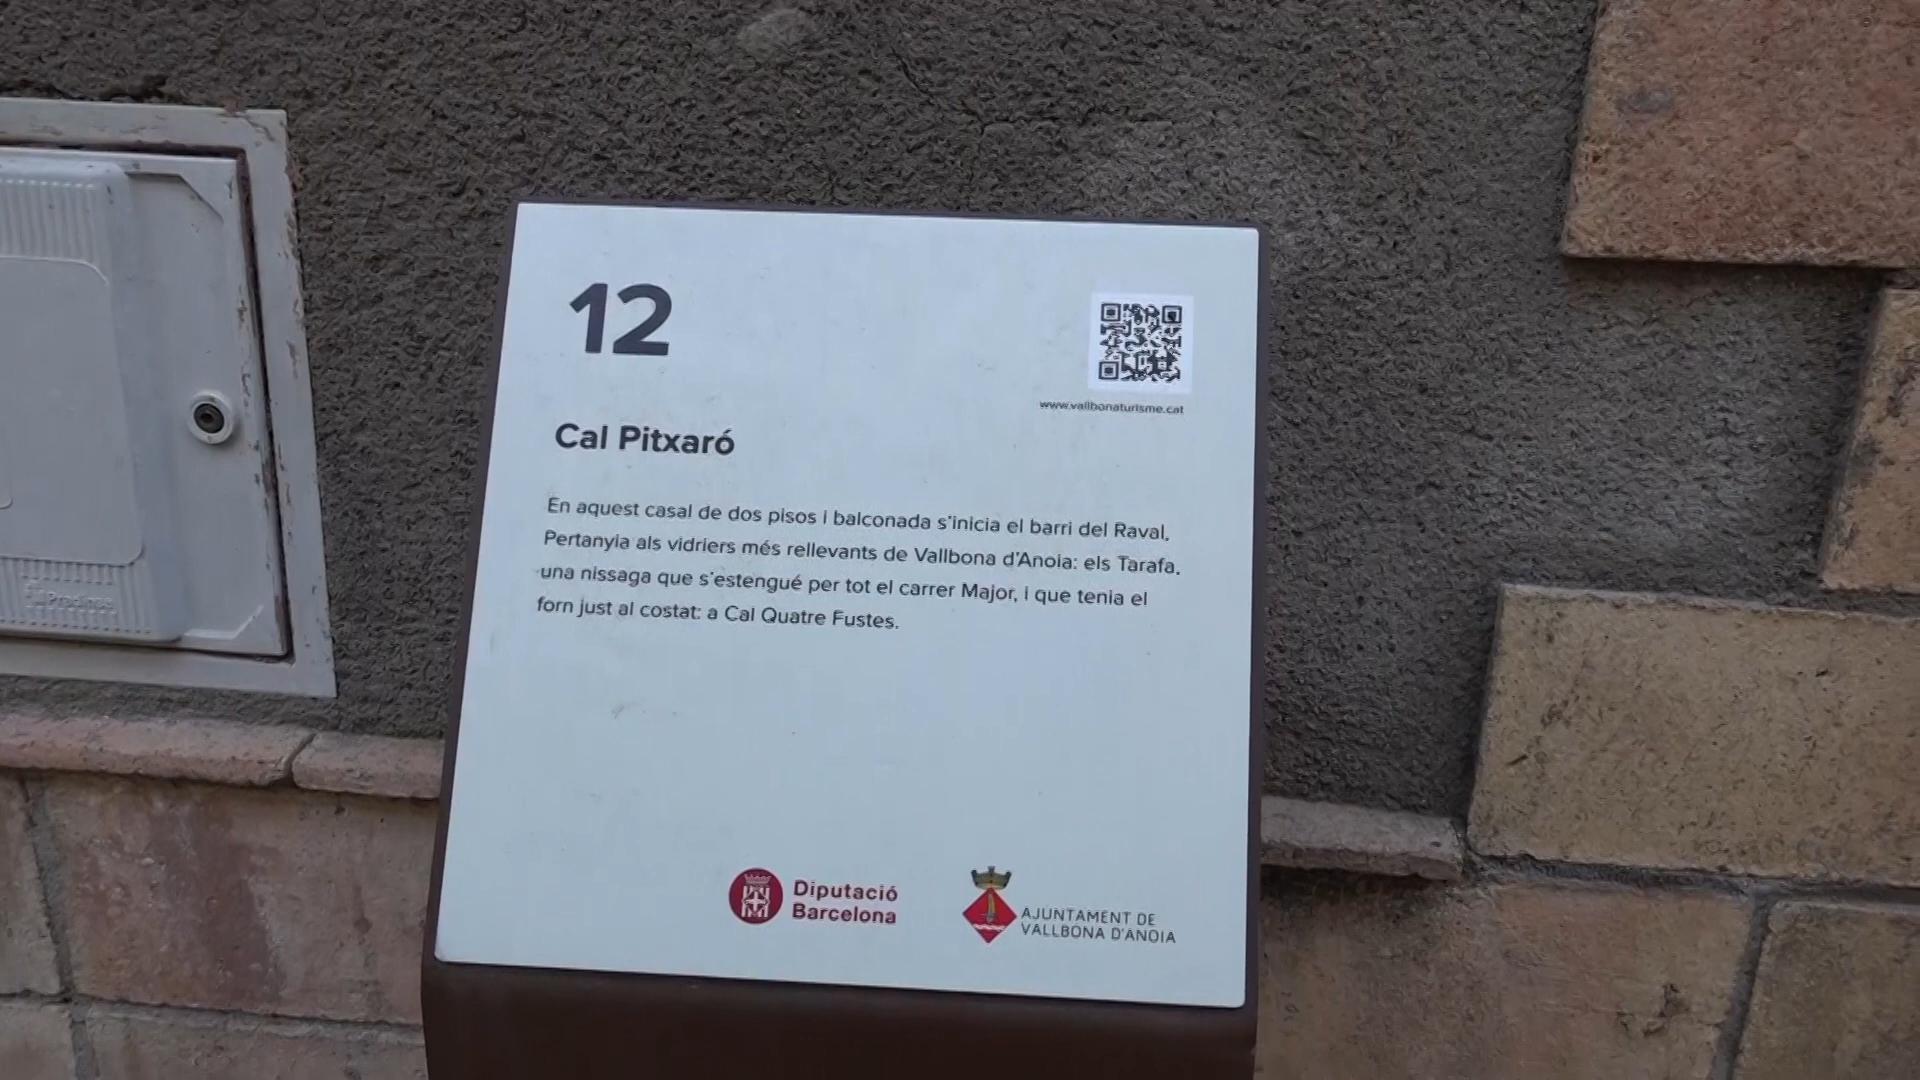 12
www.vallbonaturisme.cat
Cal Pitxaró
En aquest casal de dos pisos i balconada s'inicia el barri del Raval.
Pertanyia als vidriers més rellevants de Vallbona d'Anoia: els Tarafa,
una nissaga que s'estengué per tot el carrer Major, i que tenia el
forn just al costat: a Cal Quatre Fustes.
Diputació
Barcelona
AJUNTAMENT DE
VALLBONA D'ANOIA